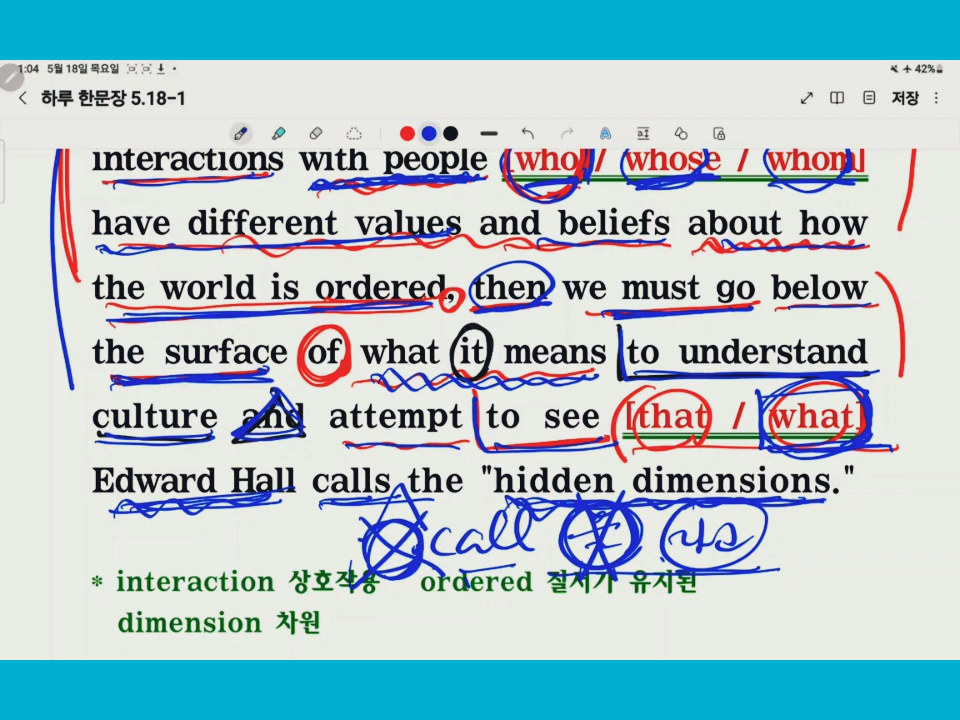 1:04 5월 18일 목요일
42%
하루 한문장 5.18-1
저장
interactions with people [who / whose / whom]
have different values and beliefs about how
the world is ordered, then we must go below
the surface of what it means to understand
culture and attempt to see [that / what]
Edward Hall calls the "hidden dimensions."
call
* interaction 상호작용 ordered 질서가 유지된
dimension 차원